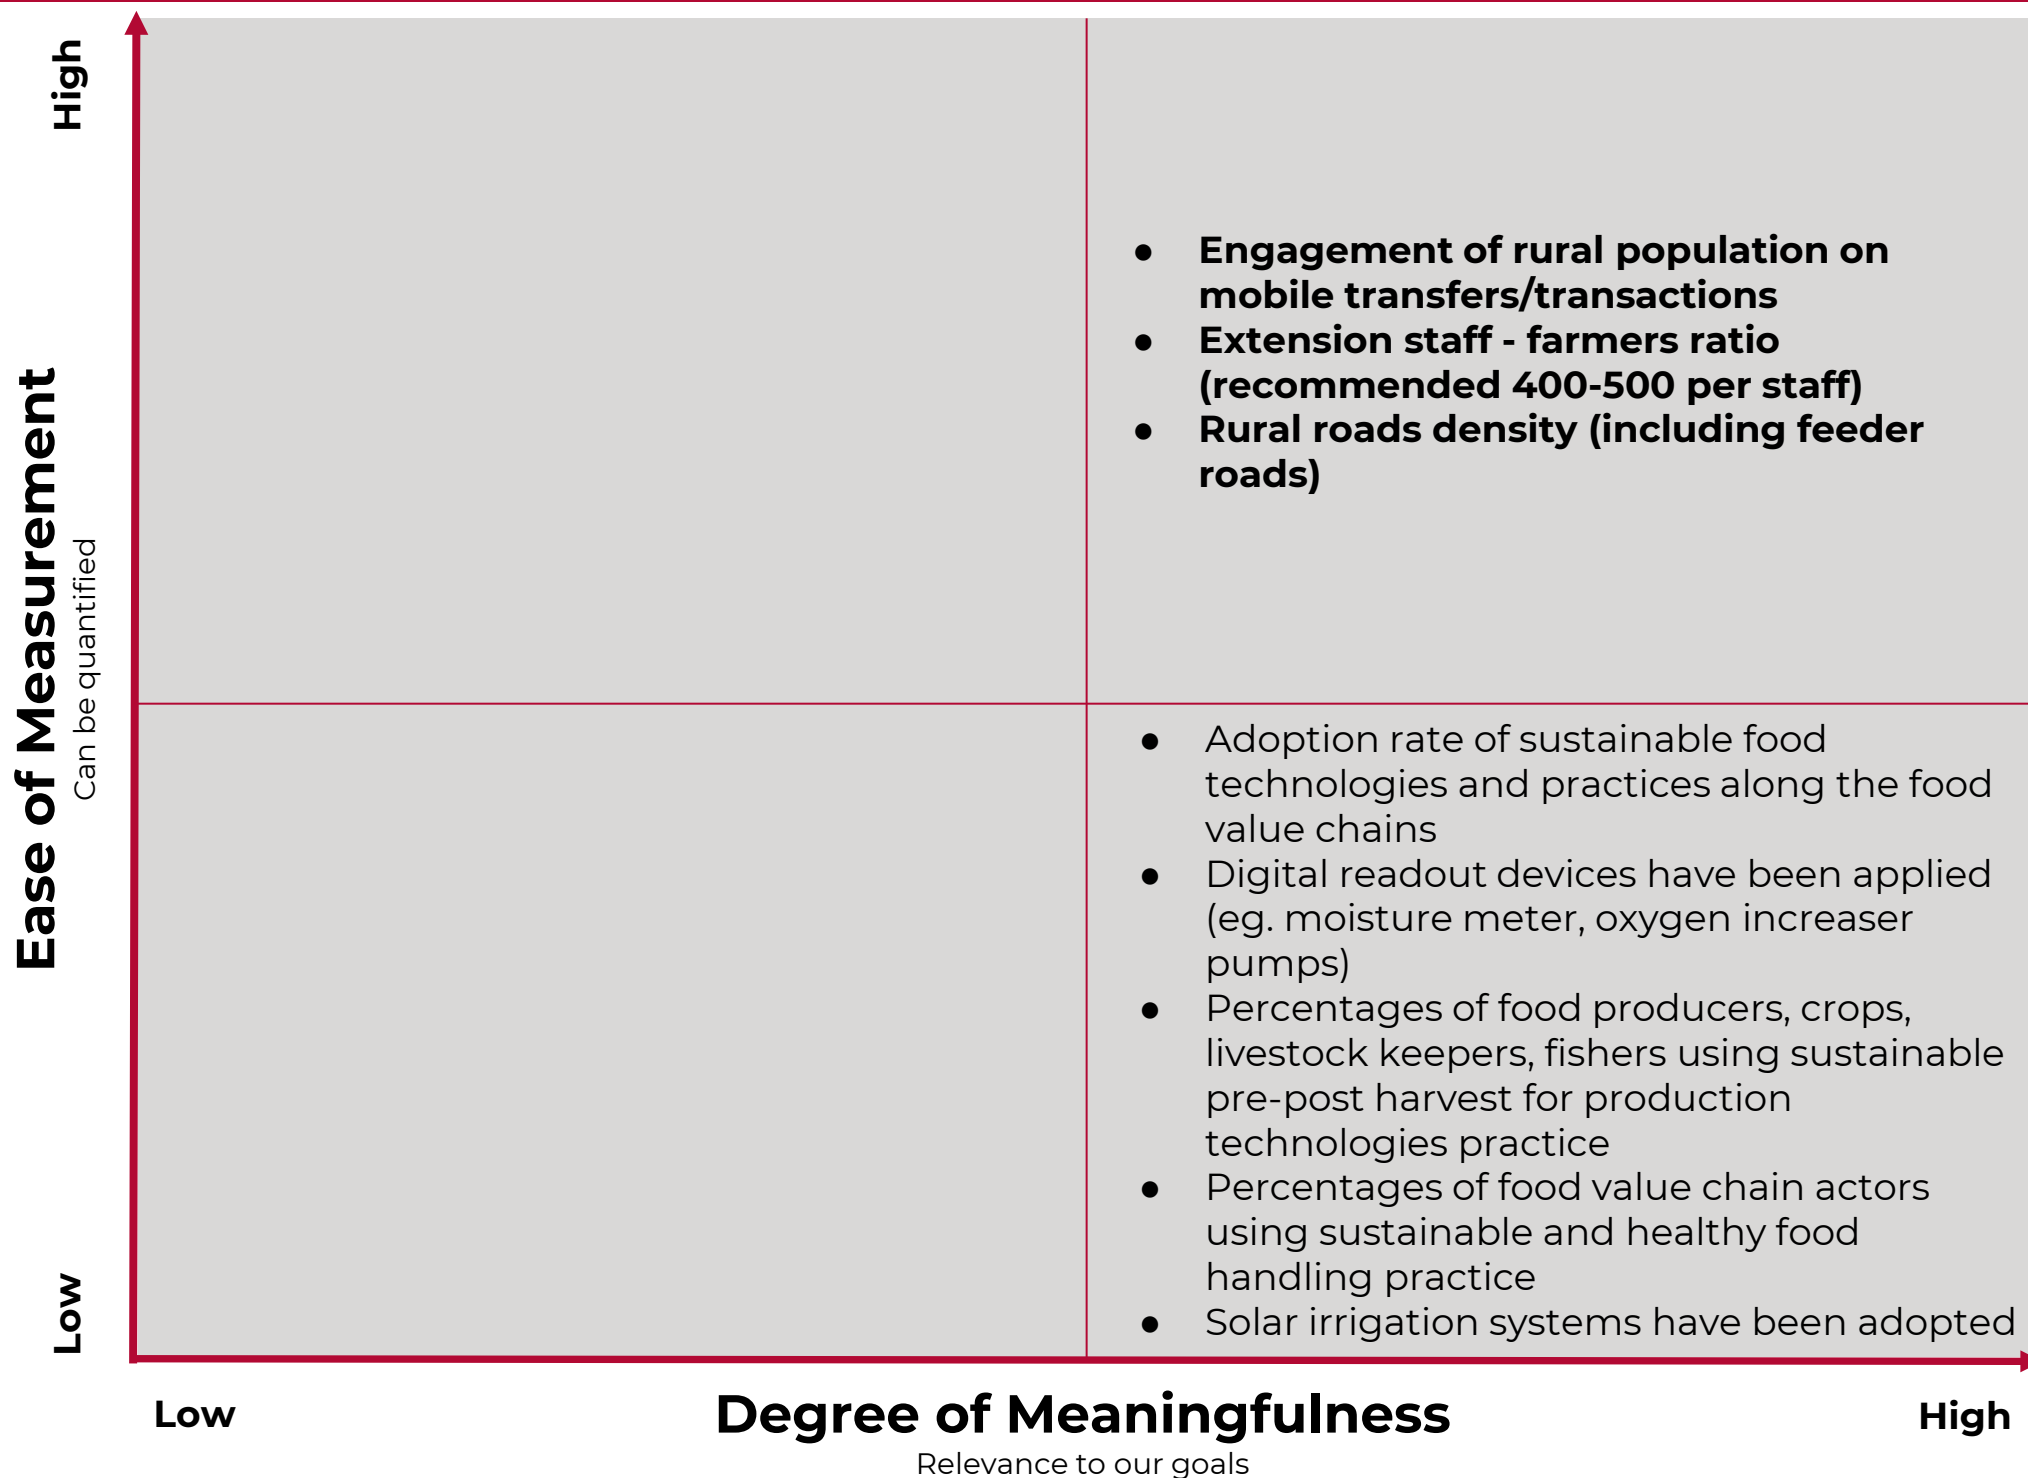 High
Ease of Measurement
Can be quantified
Low
● Engagement of rural population on
mobile transfers/transactions
● Extension staff - farmers ratio
(recommended 400-500 per staff)
● Rural roads density (including feeder
roads)
● Adoption rate of sustainable food
technologies and practices along the food
value chains
● Digital readout devices have been applied
(eg. moisture meter, oxygen increaser
pumps)
● Percentages of food producers, crops,
livestock keepers, fishers using sustainable
pre-post harvest for production
technologies practice
● Percentages of food value chain actors
using sustainable and healthy food
handling practice
● Solar irrigation systems have been adopted
Low
Degree of Meaningfulness
High
Relevance to our goals